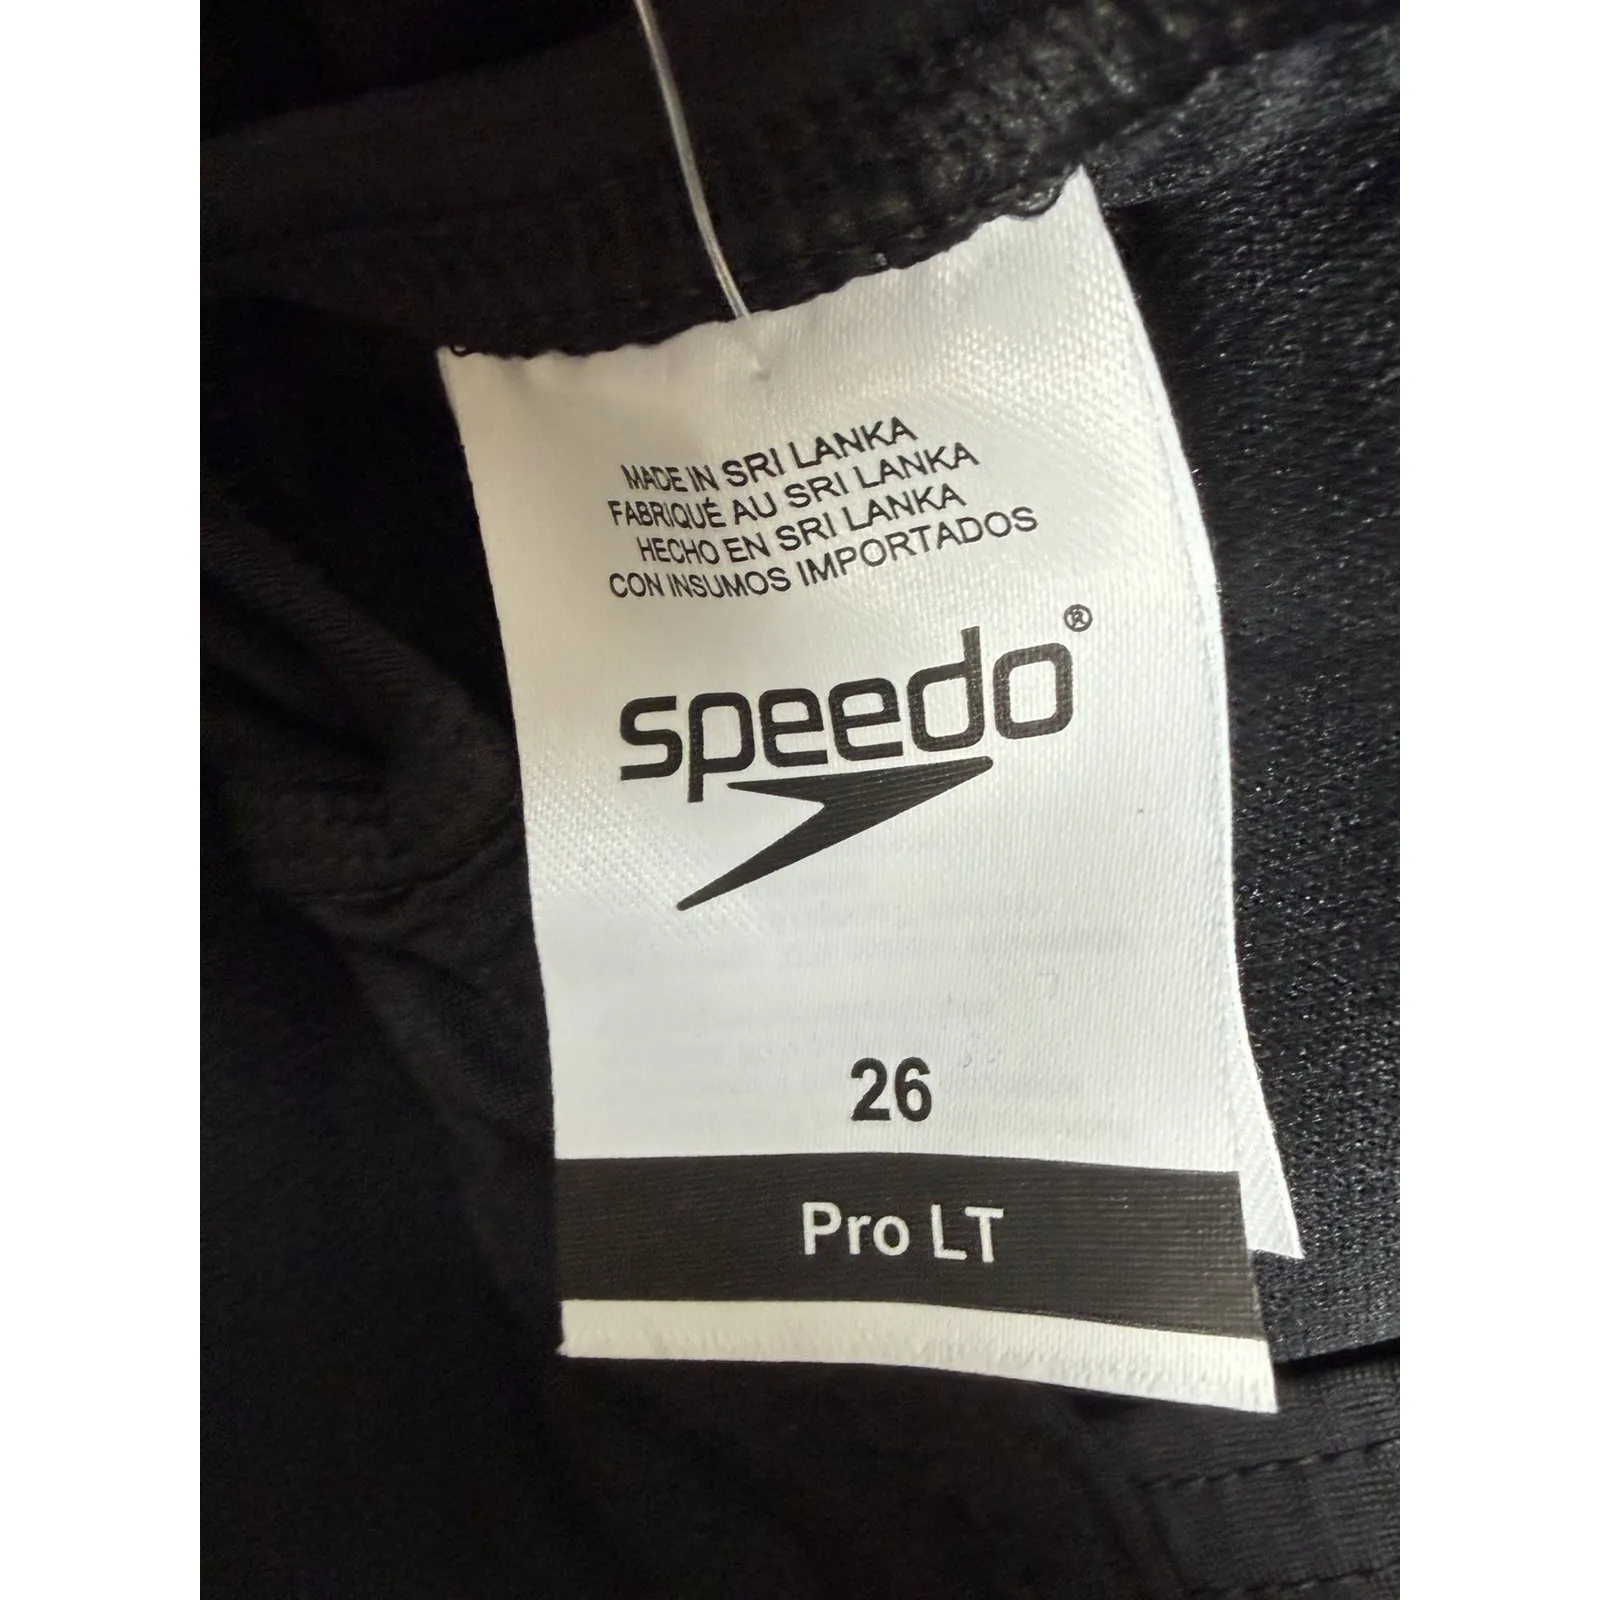 MADE IN SRI LANKA
FABRIQUÉ AU SRI LANKA
HECHO EN SRI LANKA
CON INSUMOS IMPORTADOS
speedo®
26
Pro LT